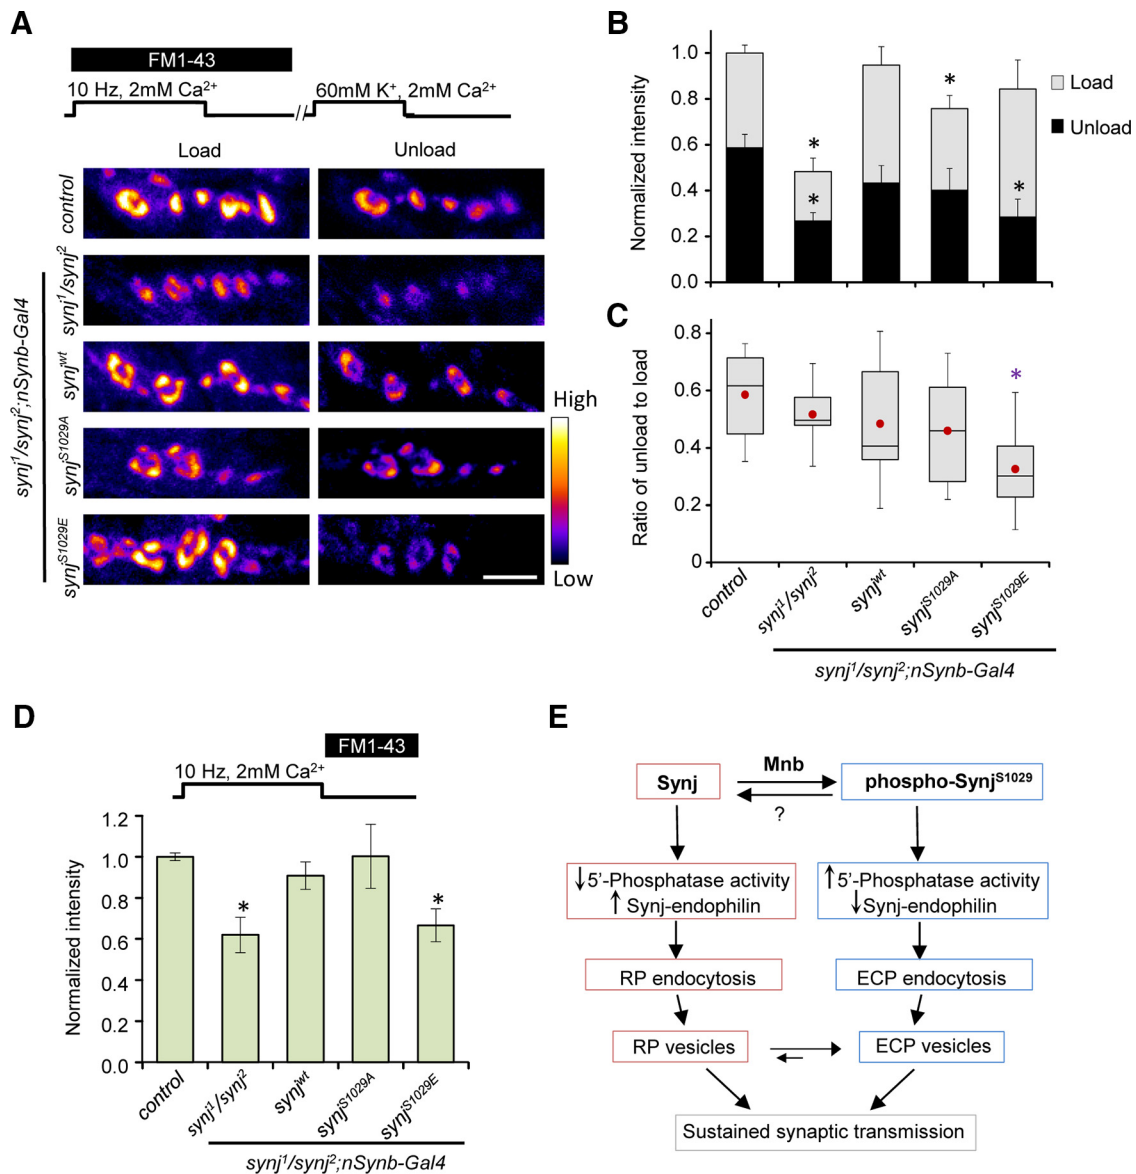 A
FM1-43
10 Hz, 2mM Ca²⁺
60mM K⁺, 2mM Ca²⁺
Load
Unload
control
synj¹/synj²
synjʷᵗ
synjS1029A
synjS1029E
synj¹/synj²;nSynb-Gal4
High
Low
B
Normalized intensity
1.0
0.8
0.6
0.4
0.2
0.0
*
*
*
*
Load
Unload
C
Ratio of unload to load
0.8
0.6
0.4
0.2
0
*
control
synj¹/synj²
synjʷᵗ
synjS1029A
synjS1029E
synj¹/synj²;nSynb-Gal4
D
FM1-43
10 Hz, 2mM Ca²⁺
Normalized intensity
1.2
1.0
0.8
0.6
0.4
0.2
0.0
*
*
control
synj¹/synj²
synjʷᵗ
synjS1029A
synjS1029E
synj¹/synj²;nSynb-Gal4
E
Synj
Mnb
?
phospho-SynjS1029
↓5'-Phosphatase activity
↑ Synj-endophilin
↑5'-Phosphatase activity
↓Synj-endophilin
RP endocytosis
ECP endocytosis
RP vesicles
ECP vesicles
Sustained synaptic transmission